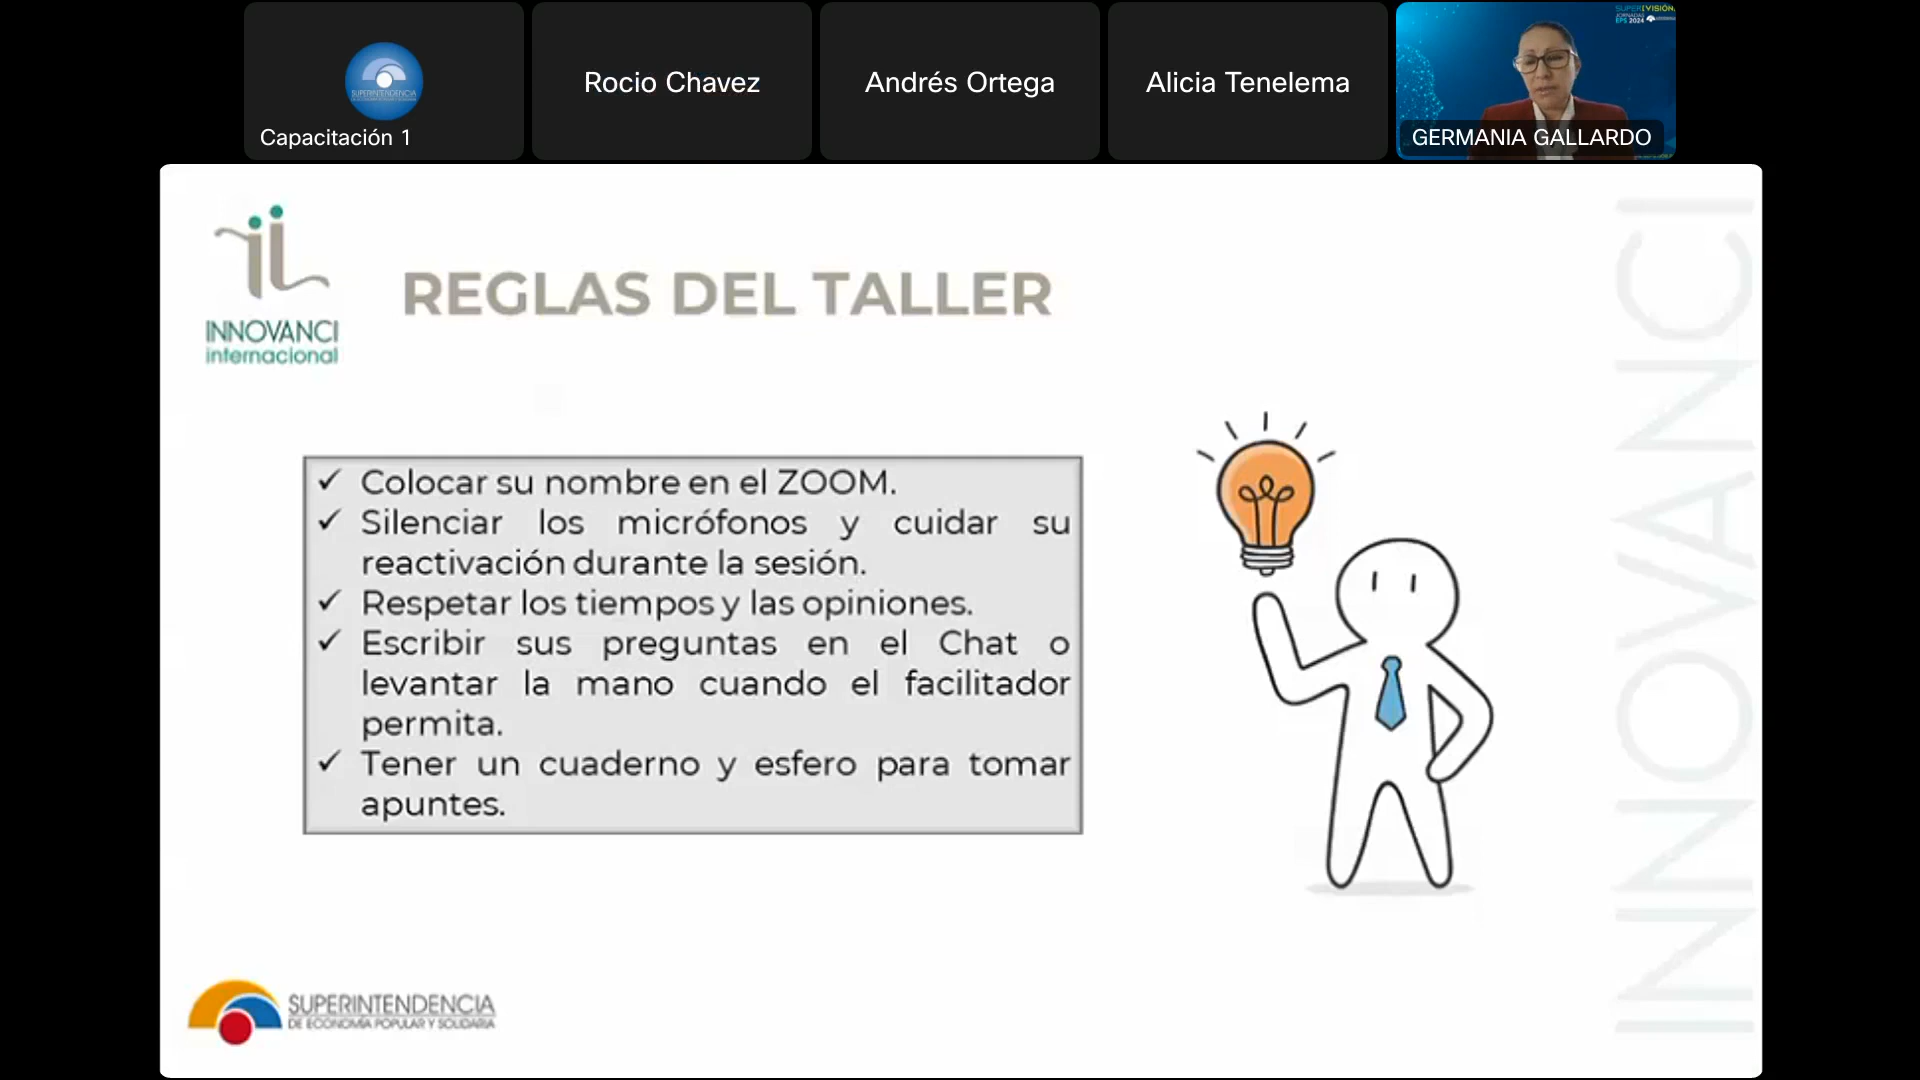 SUPERINTENDENCIA
Capacitación 1
Rocio Chavez
Andrés Ortega
Alicia Tenelema
GERMANIA GALLARDO
INNOVANCI
internacional
REGLAS DEL TALLER
✓ Colocar su nombre en el ZOOM.
✓ Silenciar los micrófonos y cuidar su
reactivación durante la sesión.
✓ Respetar los tiempos y las opiniones.
✓ Escribir sus preguntas en el Chat o
levantar la mano cuando el facilitador
permita.
✓ Tener un cuaderno y esfero para tomar
apuntes.
INNOVANCI
SUPERINTENDENCIA
DE ECONOMÍA POPULAR Y SOLIDARIA